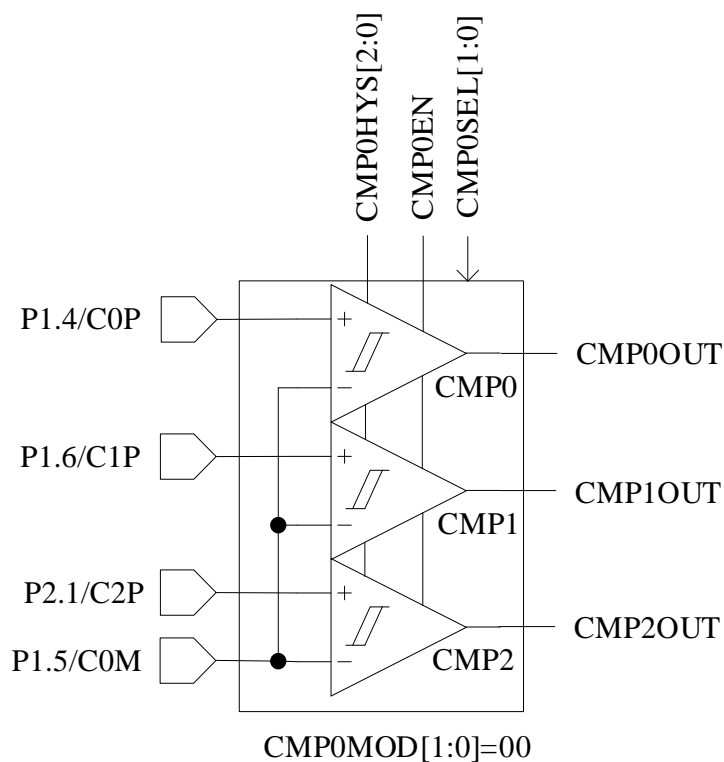 CMP0HYS[2:0]
CMP0EN
CMP0SEL[1:0]
P1.4/C0P
+
−
CMP0
CMP0OUT
P1.6/C1P
+
−
CMP1
CMP1OUT
P2.1/C2P
+
P1.5/C0M
−
CMP2
CMP2OUT
CMP0MOD[1:0]=00